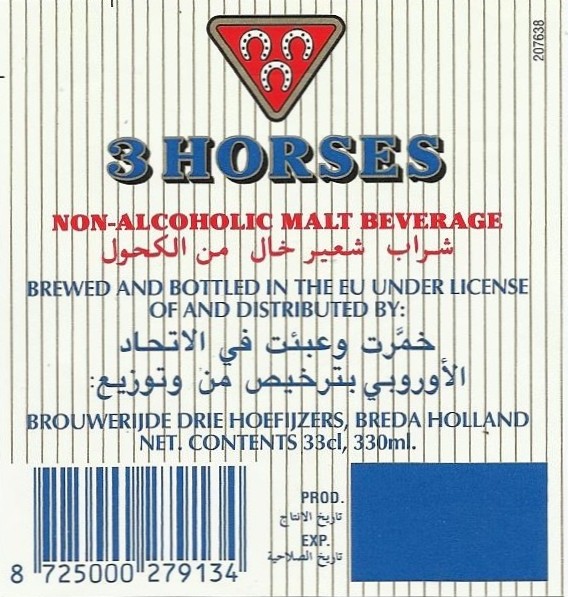 207638
3 HORSES
NON-ALCOHOLIC MALT BEVERAGE
شراب شعير خال من الكحول
BREWED AND BOTTLED IN THE EU UNDER LICENSE
OF AND DISTRIBUTED BY:
خمَّرت وعبئت في الاتحاد
الأوروبي بترخيص من وتوزيع:
BROUWERIJDE DRIE HOEFIJZERS, BREDA HOLLAND
NET. CONTENTS 33cl, 330ml.
PROD.
تاريخ الانتاج
EXP.
تاريخ الصلاحية
8 725000 279134